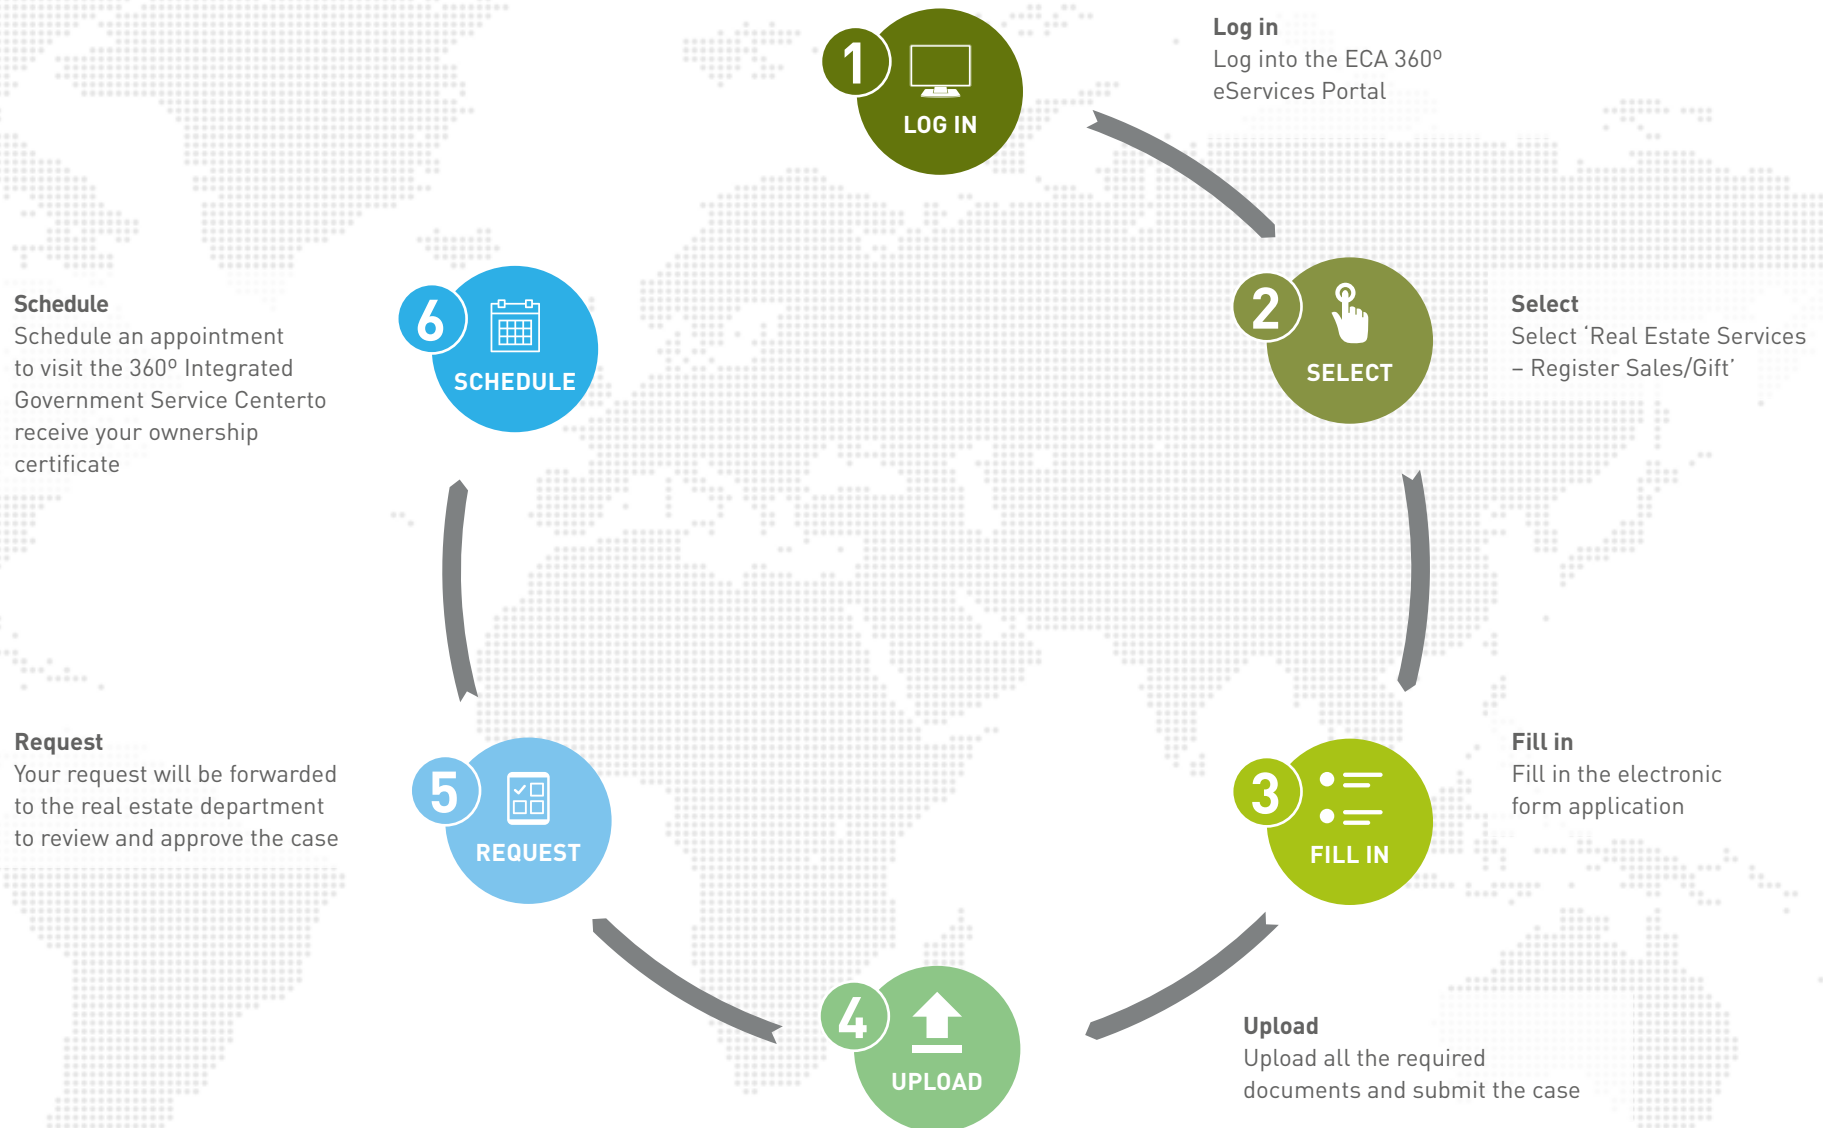 1
LOG IN
Log in
Log into the ECA 360º
eServices Portal
2
SELECT
Select
Select ‘Real Estate Services
– Register Sales/Gift’
3
FILL IN
Fill in
Fill in the electronic
form application
4
UPLOAD
Upload
Upload all the required
documents and submit the case
5
REQUEST
Request
Your request will be forwarded
to the real estate department
to review and approve the case
6
SCHEDULE
Schedule
Schedule an appointment
to visit the 360º Integrated
Government Service Centerto
receive your ownership
certificate